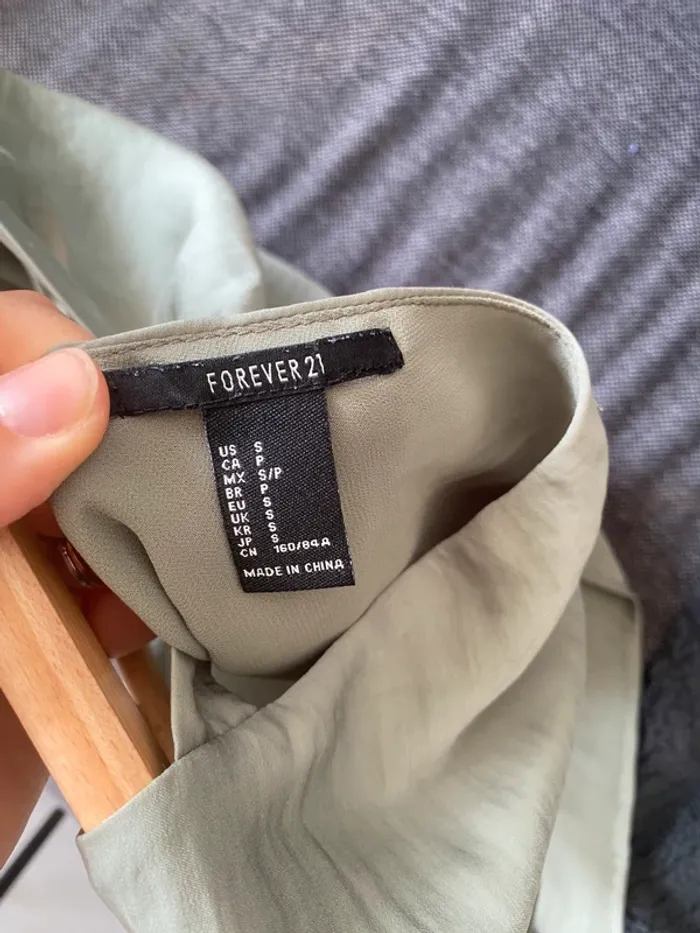 FOREVER 21
US S
CA P
MX S/P
BR P
EU S
UK S
KR S
JP S
CN 160/84A
MADE IN CHINA